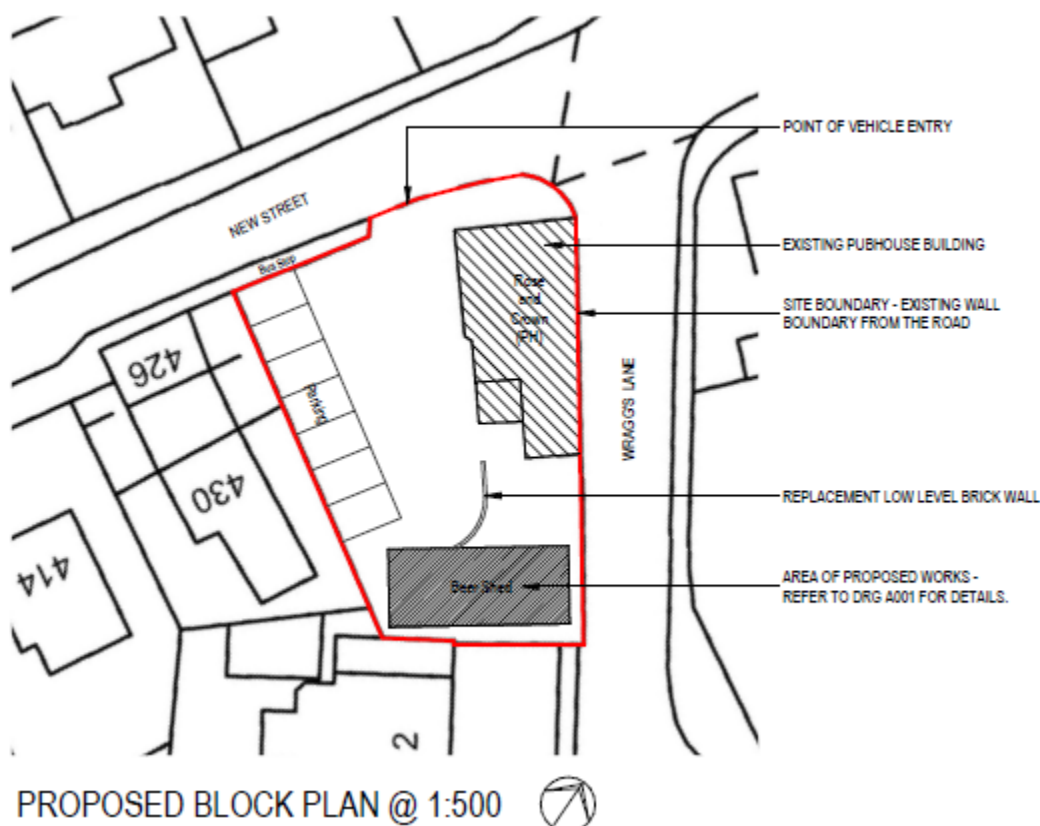 POINT OF VEHICLE ENTRY
NEW STREET
Bus Stop
EXISTING PUBHOUSE BUILDING
Rose
and
Crown
(PH)
SITE BOUNDARY - EXISTING WALL
BOUNDARY FROM THE ROAD
426
Parking
WRAGGS LANE
430
REPLACEMENT LOW LEVEL BRICK WALL
414
Beer Shed
AREA OF PROPOSED WORKS -
REFER TO DRG A001 FOR DETAILS.
2
PROPOSED BLOCK PLAN @ 1:500